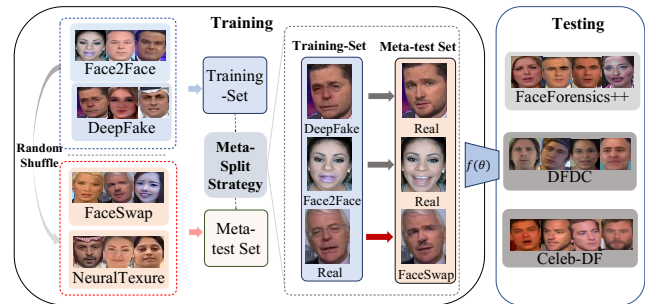 Training
Testing
Face2Face
DeepFake
Random
Shuffle
FaceSwap
NeuralTexure
Training
-Set
Meta-
Split
Strategy
Meta-
test Set
Training-Set
Meta-test Set
DeepFake
Real
Face2Face
Real
Real
FaceSwap
f(θ)
FaceForensics++
DFDC
Celeb-DF